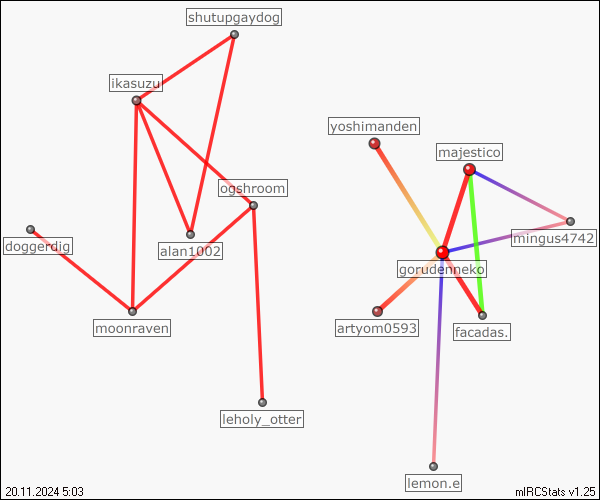 shutupgaydog
ikasuzu
yoshimanden
majestico
ogshroom
mingus4742
doggerdig
alan1002
gorudenneko
moonraven
artyom0593
facadas.
leholy_otter
lemon.e
20.11.2024 5:03
mIRCStats v1.25